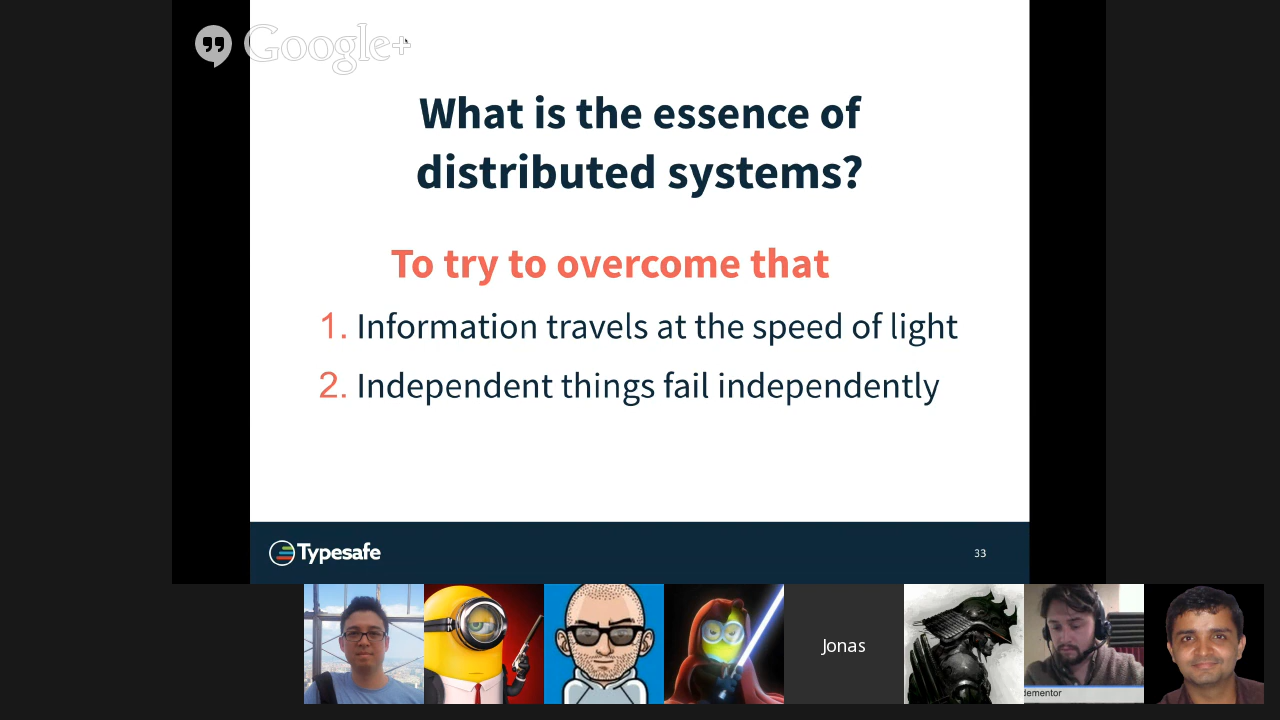 Google+
What is the essence of
distributed systems?
To try to overcome that
1. Information travels at the speed of light
2. Independent things fail independently
Typesafe
33
Jonas
dementor